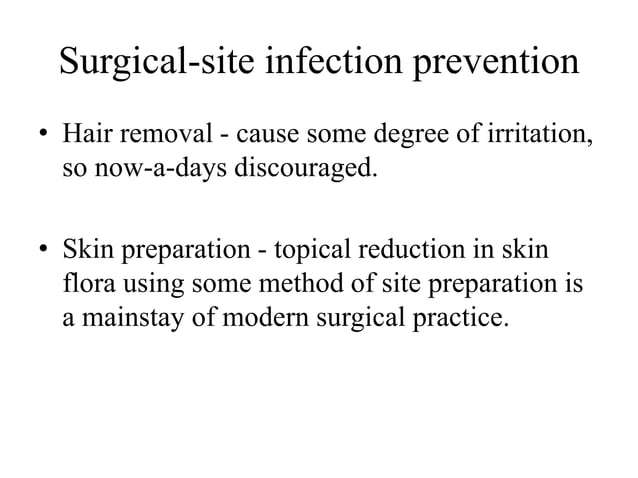 Surgical-site infection prevention
• Hair removal - cause some degree of irritation,
so now-a-days discouraged.
• Skin preparation - topical reduction in skin
flora using some method of site preparation is
a mainstay of modern surgical practice.